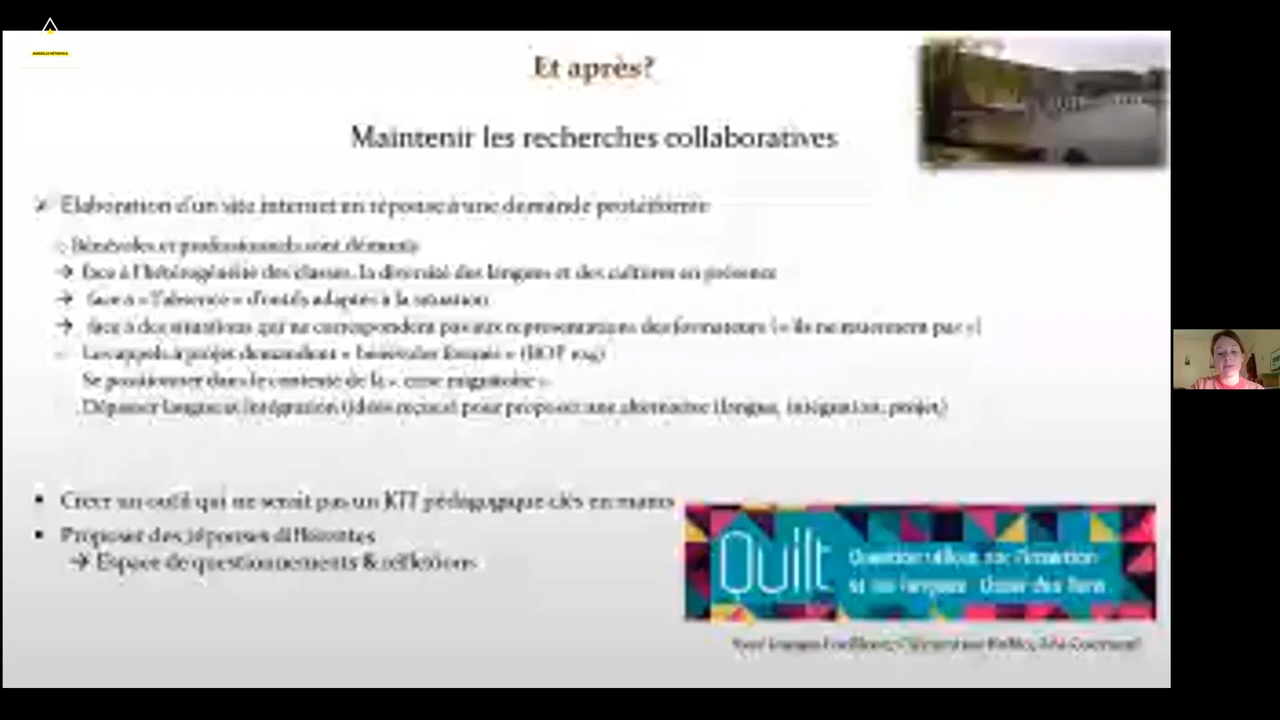 Et après?
Maintenir les recherches collaboratives
Elaboration d'un site internet en réponse à une demande protéiforme
Bénévoles et professionnels sont démunis
→ face à l'hétérogénéité des classes, la diversité des langues et des cultures en présence
→ face à « l'absence » d'outils adaptés à la situation
→ face à des situations qui ne correspondent pas aux représentations des formateurs (« ils ne reviennent pas »)
Les appels à projet demandent « bénévoles formés » (BOP 104)
Se positionner dans le contexte de la « crise migratoire »
Dépasser langue et intégration (idées reçues) pour proposer une alternative (langue, intégration, projet)
▪ Créer un outil qui ne serait pas un KIT pédagogique clés en mains
▪ Proposer des réponses différentes
→ Espace de questionnements & réflexions
Quilt